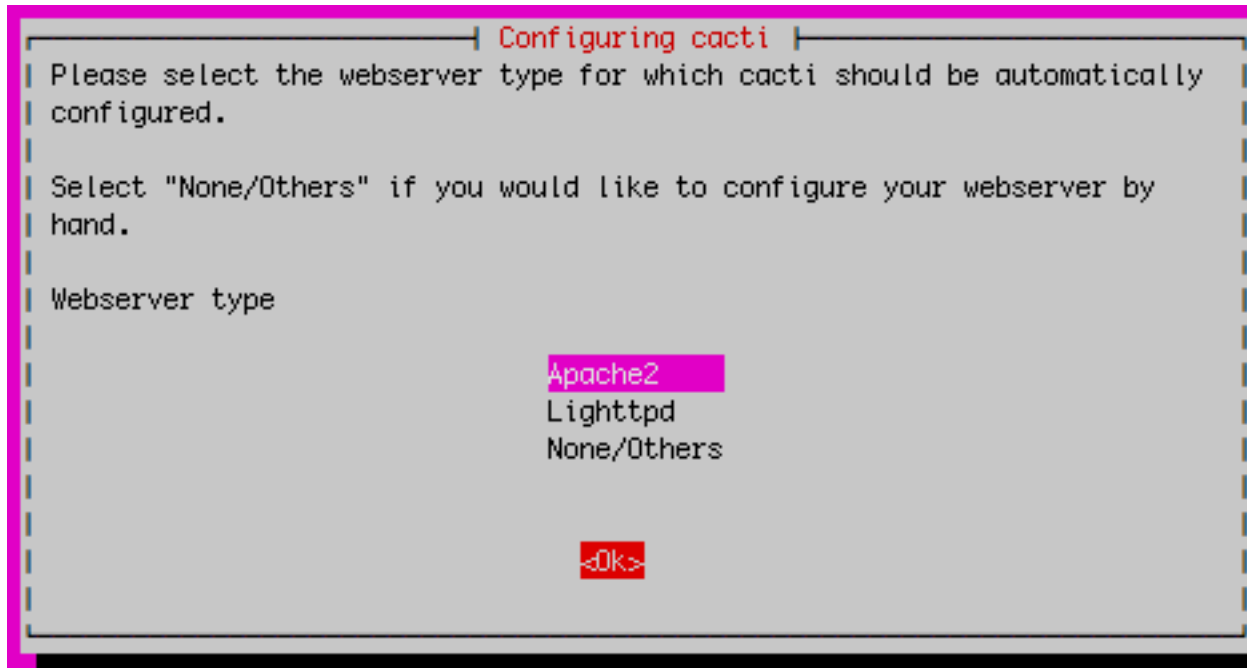 Configuring cacti
Please select the webserver type for which cacti should be automatically
configured.
Select "None/Others" if you would like to configure your webserver by
hand.
Webserver type
Apache2
Lighttpd
None/Others
<Ok>